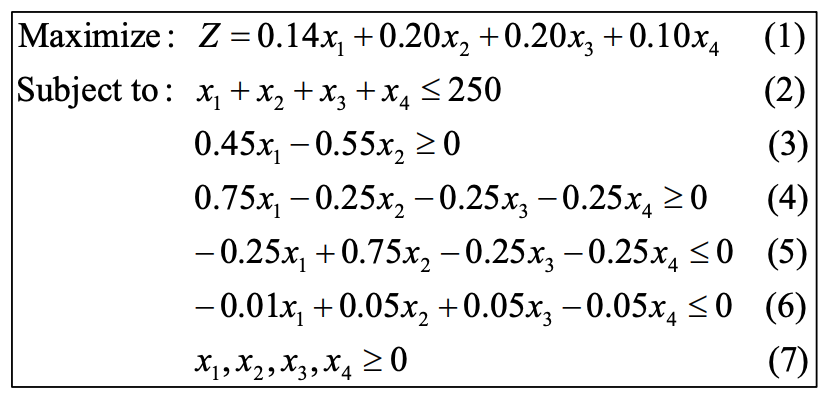 Maximize: Z = 0.14x₁ + 0.20x₂ + 0.20x₃ + 0.10x₄ (1)
Subject to: x₁ + x₂ + x₃ + x₄ ≤ 250 (2)
0.45x₁ − 0.55x₂ ≥ 0 (3)
0.75x₁ − 0.25x₂ − 0.25x₃ − 0.25x₄ ≥ 0 (4)
−0.25x₁ + 0.75x₂ − 0.25x₃ − 0.25x₄ ≤ 0 (5)
−0.01x₁ + 0.05x₂ + 0.05x₃ − 0.05x₄ ≤ 0 (6)
x₁, x₂, x₃, x₄ ≥ 0 (7)